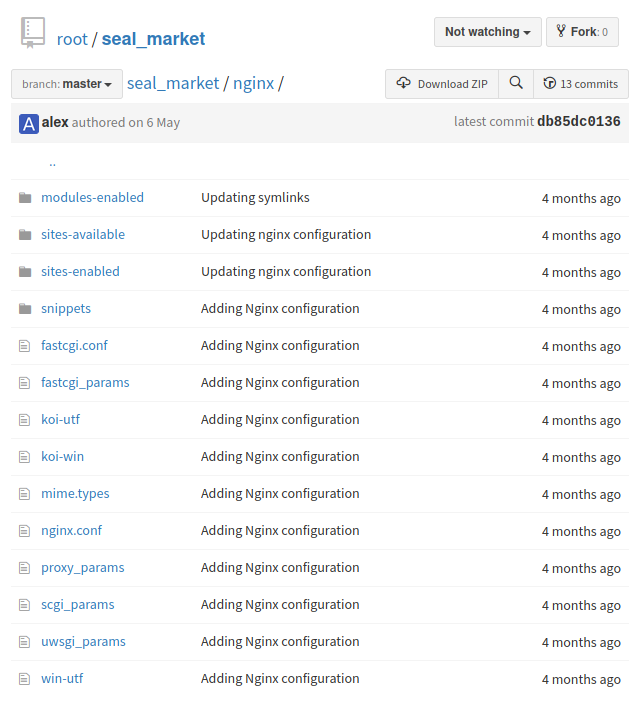 root / seal_market
Not watching
Fork: 0
branch: master
seal_market / nginx /
Download ZIP
13 commits
A alex authored on 6 May
latest commit db85dc0136
..
modules-enabled Updating symlinks 4 months ago
sites-available Updating nginx configuration 4 months ago
sites-enabled Updating nginx configuration 4 months ago
snippets Adding Nginx configuration 4 months ago
fastcgi.conf Adding Nginx configuration 4 months ago
fastcgi_params Adding Nginx configuration 4 months ago
koi-utf Adding Nginx configuration 4 months ago
koi-win Adding Nginx configuration 4 months ago
mime.types Adding Nginx configuration 4 months ago
nginx.conf Adding Nginx configuration 4 months ago
proxy_params Adding Nginx configuration 4 months ago
scgi_params Adding Nginx configuration 4 months ago
uwsgi_params Adding Nginx configuration 4 months ago
win-utf Adding Nginx configuration 4 months ago